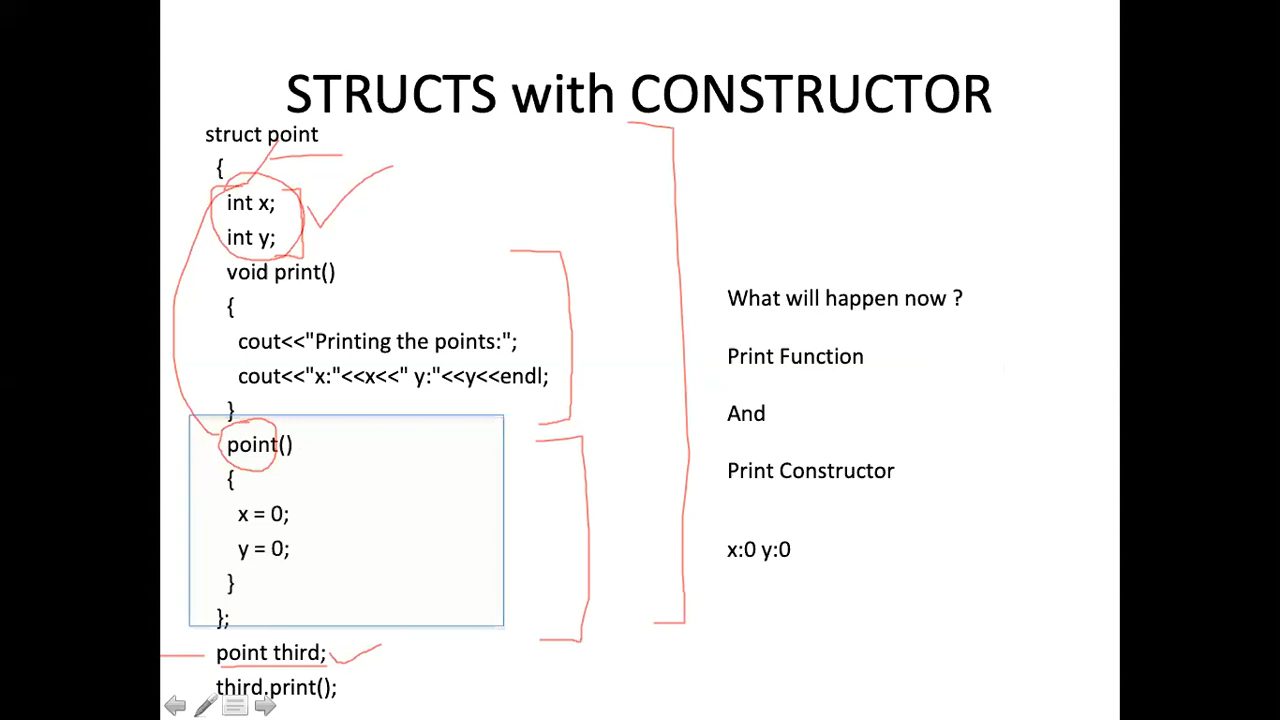 STRUCTS with CONSTRUCTOR
struct point
{
int x;
int y;
void print()
{
cout<<"Printing the points:";
cout<<"x:"<<x<<" y:"<<y<<endl;
}
point()
{
x = 0;
y = 0;
}
};
point third;
third.print();
What will happen now ?
Print Function
And
Print Constructor
x:0 y:0